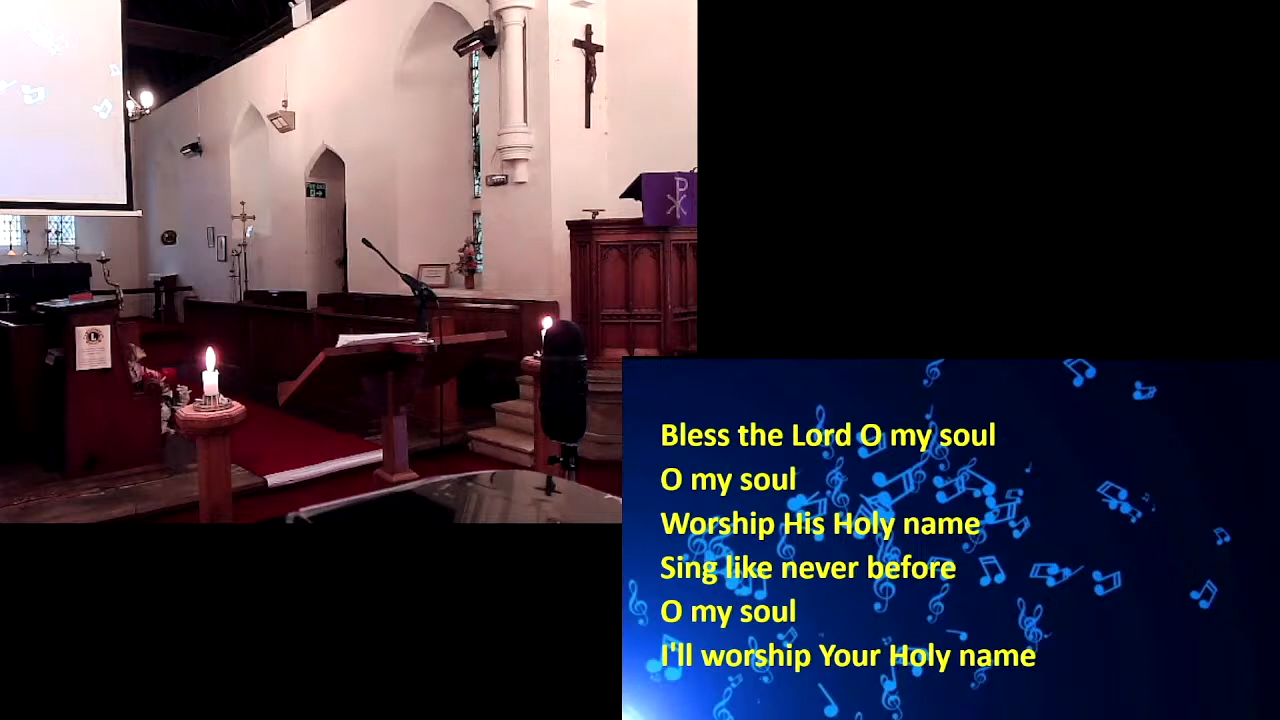 Bless the Lord O my soul
O my soul
Worship His Holy name
Sing like never before
O my soul
I'll worship Your Holy name